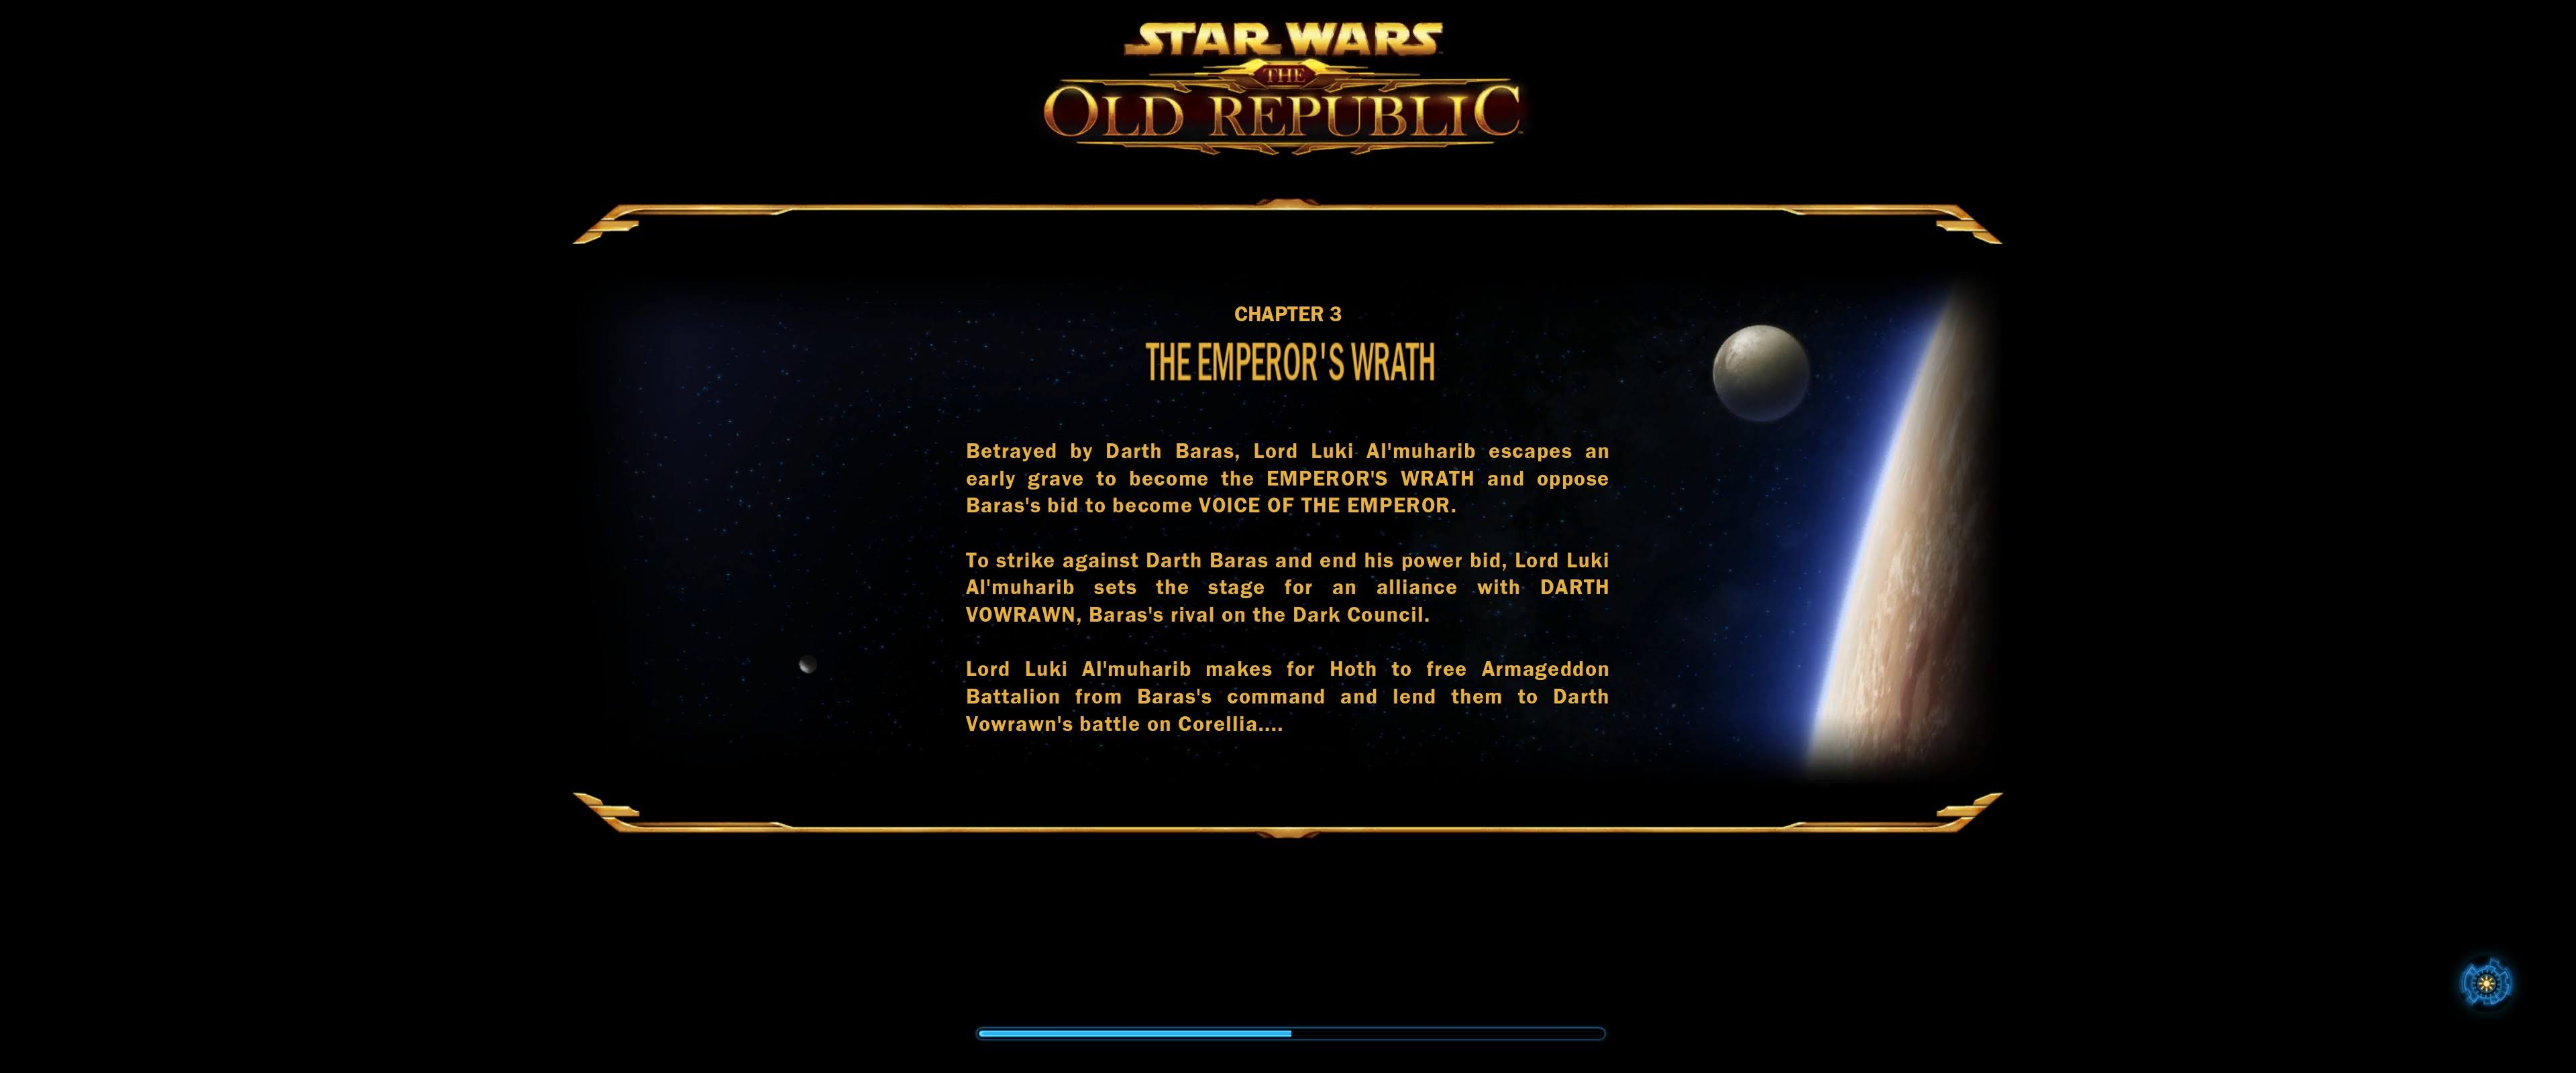 STAR WARS
THE
OLD REPUBLIC
CHAPTER 3
THE EMPEROR'S WRATH
Betrayed by Darth Baras, Lord Luki Al'muharib escapes an
early grave to become the EMPEROR'S WRATH and oppose
Baras's bid to become VOICE OF THE EMPEROR.
To strike against Darth Baras and end his power bid, Lord Luki
Al'muharib sets the stage for an alliance with DARTH
VOWRAWN, Baras's rival on the Dark Council.
Lord Luki Al'muharib makes for Hoth to free Armageddon
Battalion from Baras's command and lend them to Darth
Vowrawn's battle on Corellia....